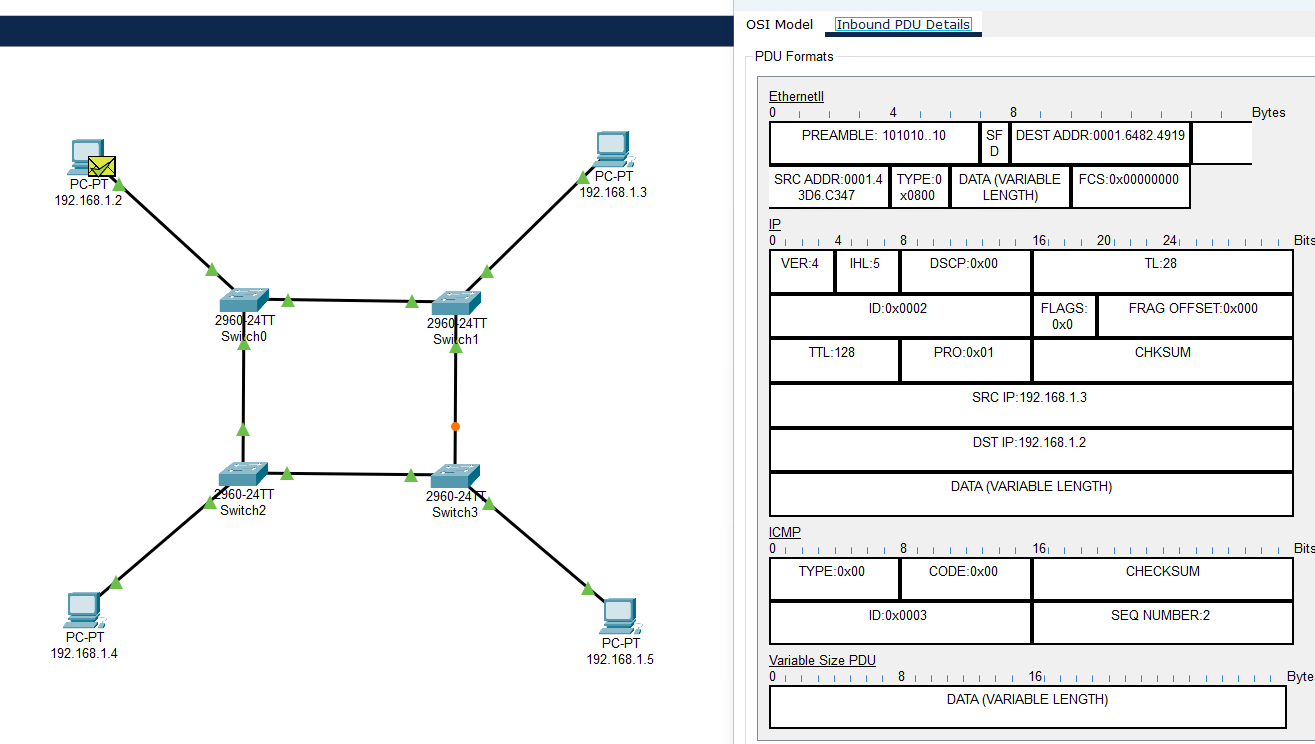 OSI Model Inbound PDU Details
PDU Formats
EthernetII
0 4 8 Bytes
PREAMBLE: 101010..10 SF DEST ADDR:0001.6482.4919
D
SRC ADDR:0001.4 TYPE:0 DATA (VARIABLE FCS:0x00000000
3D6.C347 x0800 LENGTH)
IP
0 4 8 16 20 24 Bits
VER:4 IHL:5 DSCP:0x00 TL:28
ID:0x0002 FLAGS: FRAG OFFSET:0x000
0x0
TTL:128 PRO:0x01 CHKSUM
SRC IP:192.168.1.3
DST IP:192.168.1.2
DATA (VARIABLE LENGTH)
ICMP
0 8 16 Bits
TYPE:0x00 CODE:0x00 CHECKSUM
ID:0x0003 SEQ NUMBER:2
Variable Size PDU
0 8 16 Byte
DATA (VARIABLE LENGTH)
PC-PT
192.168.1.2
PC-PT
192.168.1.3
2960-24TT
Switch0
2960-24TT
Switch1
2960-24TT
Switch2
2960-24TT
Switch3
PC-PT
192.168.1.4
PC-PT
192.168.1.5